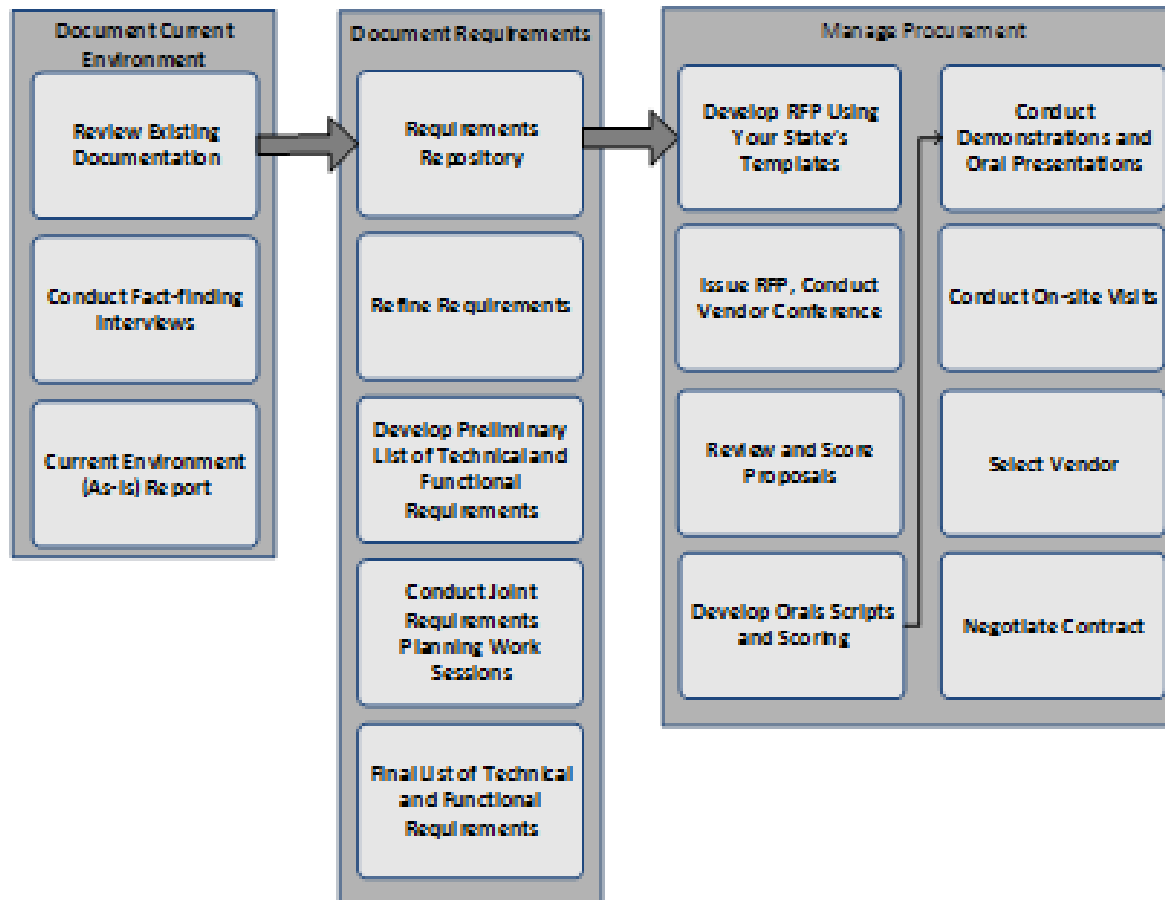 Document Current
Environment
Review Existing
Documentation
Conduct Fact-finding
Interviews
Current Environment
(As-Is) Report
Document Requirements
Requirements
Repository
Refine Requirements
Develop Preliminary
List of Technical and
Functional
Requirements
Conduct Joint
Requirements
Planning Work
Sessions
Final List of Technical
and Functional
Requirements
Manage Procurement
Develop RFP Using
Your State's
Templates
Issue RFP, Conduct
Vendor Conference
Review and Score
Proposals
Develop Orals Scripts
and Scoring
Conduct
Demonstrations and
Oral Presentations
Conduct On-site Visits
Select Vendor
Negotiate Contract